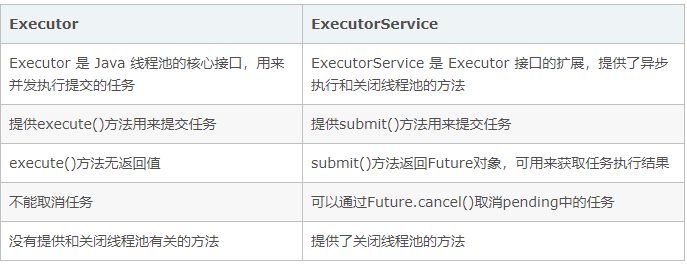 Executor
ExecutorService
Executor 是 Java 线程池的核心接口，用来
并发执行提交的任务
ExecutorService 是 Executor 接口的扩展，提供了异步
执行和关闭线程池的方法
提供execute()方法用来提交任务
提供submit()方法用来提交任务
execute()方法无返回值
submit()方法返回Future对象，可用来获取任务执行结果
不能取消任务
可以通过Future.cancel()取消pending中的任务
没有提供和关闭线程池有关的方法
提供了关闭线程池的方法